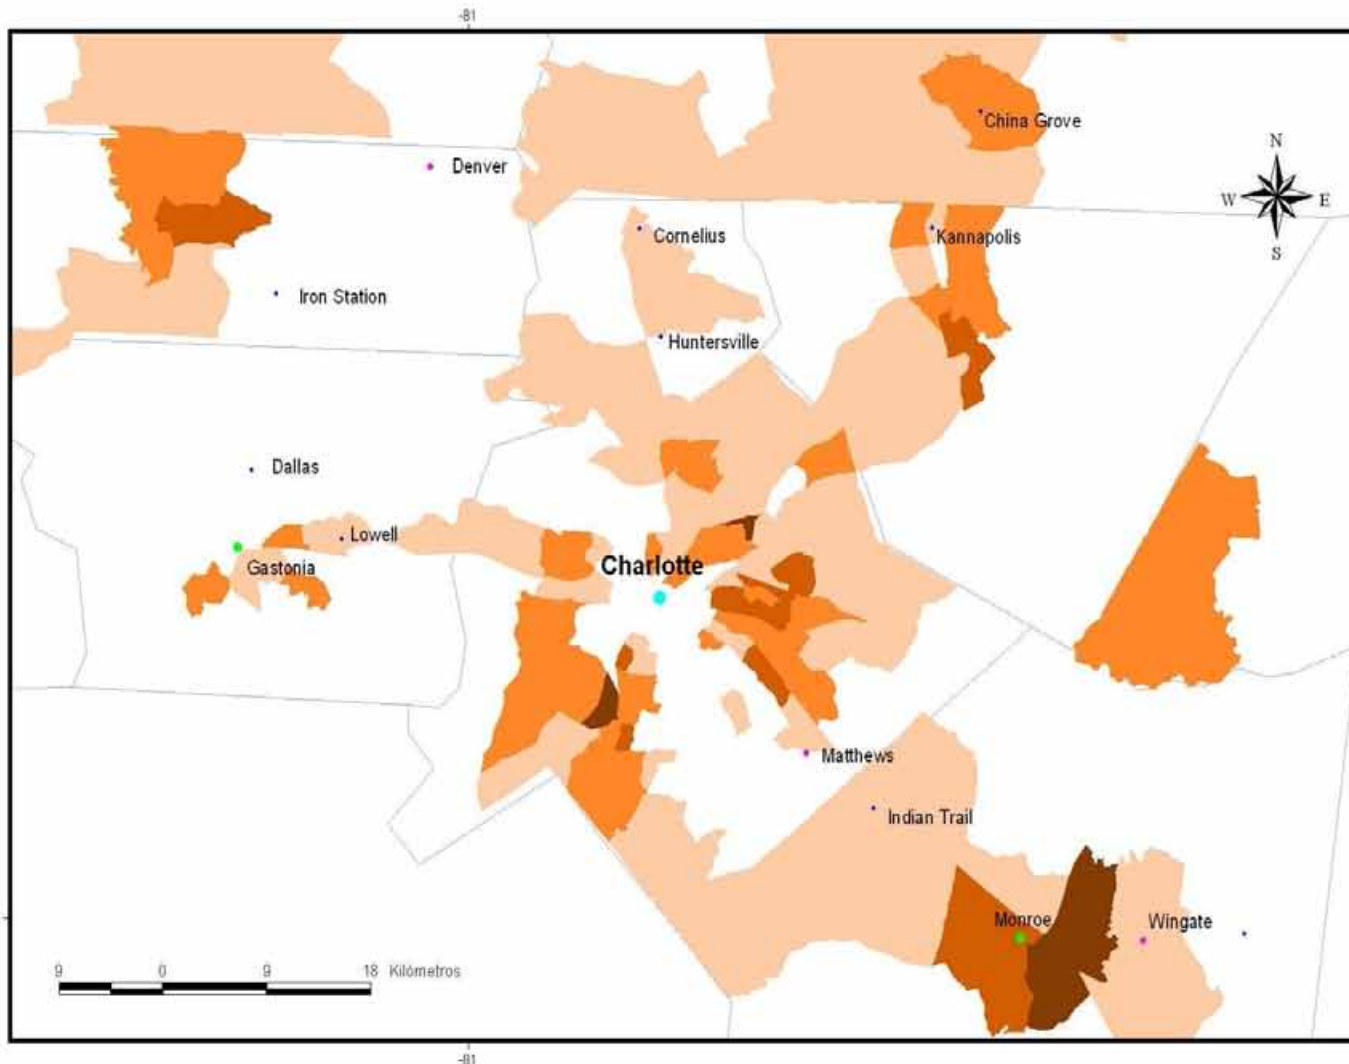 -81
China Grove
N
Denver
W
E
Cornelius
Kannapolis
S
Iron Station
Huntersville
Dallas
Lowell
Charlotte
Gastonia
Matthews
Indian Trail
Monroe
Wingate
9 0 9 18 Kilómetros
-81